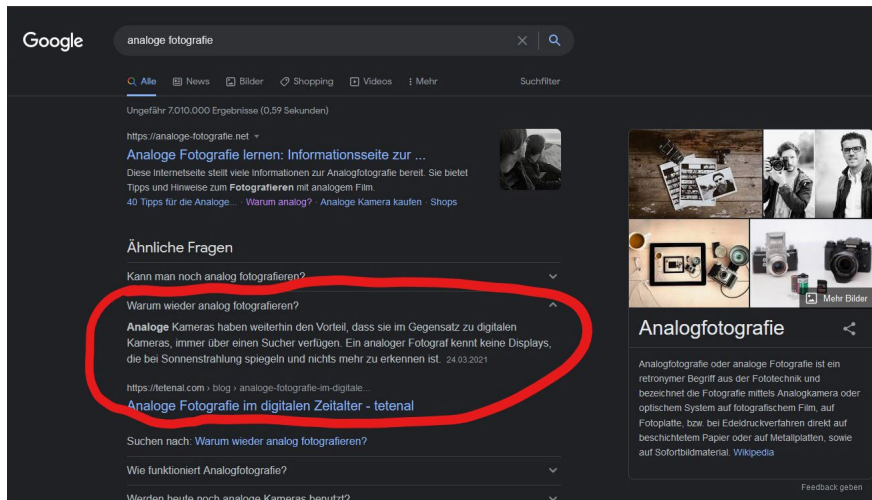 Google
analoge fotografie
Alle News Bilder Shopping Videos Mehr Suchfilter
Ungefähr 7.010.000 Ergebnisse (0,59 Sekunden)
https://analoge-fotografie.net
Analoge Fotografie lernen: Informationsseite zur ...
Diese Internetseite stellt viele Informationen zur Analogfotografie bereit. Sie bietet
Tipps und Hinweise zum Fotografieren mit analogem Film.
40 Tipps für die Analoge... · Warum analog? · Analoge Kamera kaufen · Shops
Ähnliche Fragen
Kann man noch analog fotografieren?
Warum wieder analog fotografieren?
Analoge Kameras haben weiterhin den Vorteil, dass sie im Gegensatz zu digitalen
Kameras, immer über einen Sucher verfügen. Ein analoger Fotograf kennt keine Displays,
die bei Sonnenstrahlung spiegeln und nichts mehr zu erkennen ist. 24.03.2021
https://tetenal.com › blog › analoge-fotografie-im-digitale...
Analoge Fotografie im digitalen Zeitalter - tetenal
Suchen nach: Warum wieder analog fotografieren?
Wie funktioniert Analogfotografie?
Werden heute noch analoge Kameras benutzt?
Mehr Bilder
Analogfotografie
Analogfotografie oder analoge Fotografie ist ein
retronymer Begriff aus der Fototechnik und
bezeichnet die Fotografie mittels Analogkamera oder
optischem System auf fotografischem Film, auf
Fotoplatte, bzw. bei Edeldruckverfahren direkt auf
beschichtetem Papier oder auf Metallplatten, sowie
auf Sofortbildmaterial. Wikipedia
Feedback geben